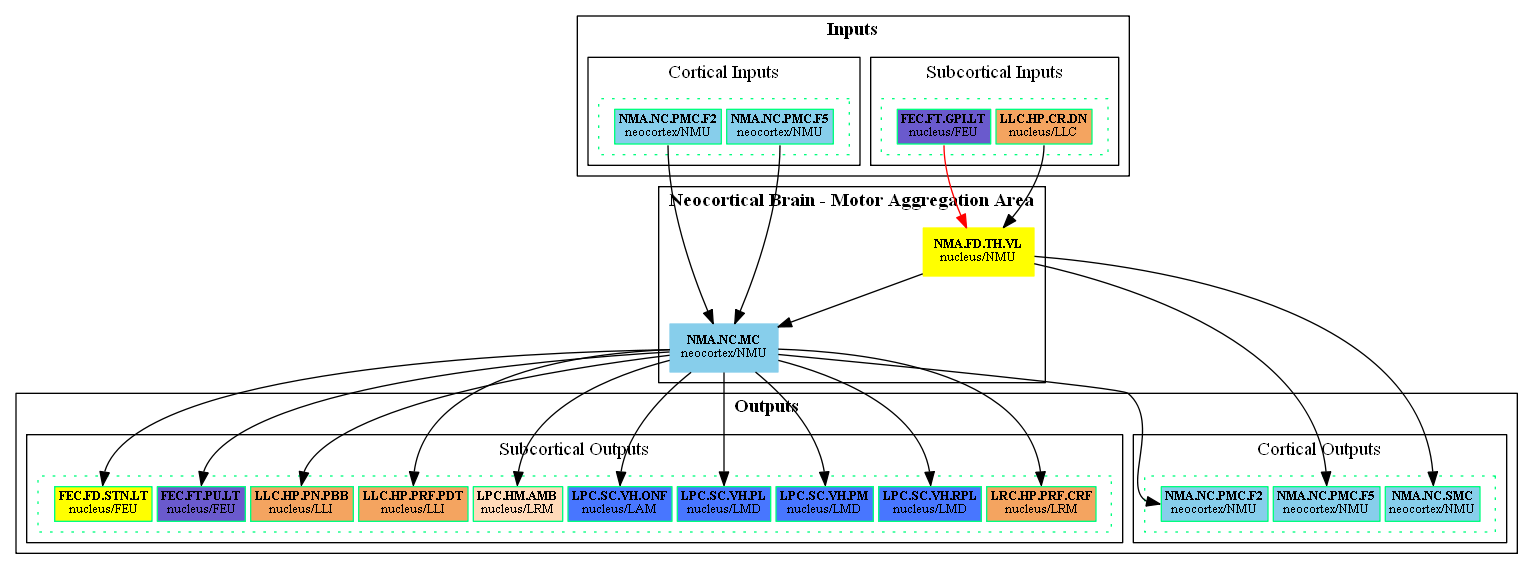 Inputs
Cortical Inputs
Subcortical Inputs
NMA.NC.PMC.F2
neocortex/NMU
NMA.NC.PMC.F5
neocortex/NMU
FEC.FT.GPI.LT
nucleus/FEU
LLC.HP.CR.DN
nucleus/LLC
Neocortical Brain - Motor Aggregation Area
NMA.FD.TH.VL
nucleus/NMU
NMA.NC.MC
neocortex/NMU
Outputs
Subcortical Outputs
Cortical Outputs
FEC.FD.STN.LT
nucleus/FEU
FEC.FT.PU.LT
nucleus/FEU
LLC.HP.PN.PBB
nucleus/LLI
LLC.HP.PRF.PDT
nucleus/LLI
LPC.HM.AMB
nucleus/LRM
LPC.SC.VH.ONF
nucleus/LAM
LPC.SC.VH.PL
nucleus/LMD
LPC.SC.VH.PM
nucleus/LMD
LPC.SC.VH.RPL
nucleus/LMD
LRC.HP.PRF.CRF
nucleus/LRM
NMA.NC.PMC.F2
neocortex/NMU
NMA.NC.PMC.F5
neocortex/NMU
NMA.NC.SMC
neocortex/NMU